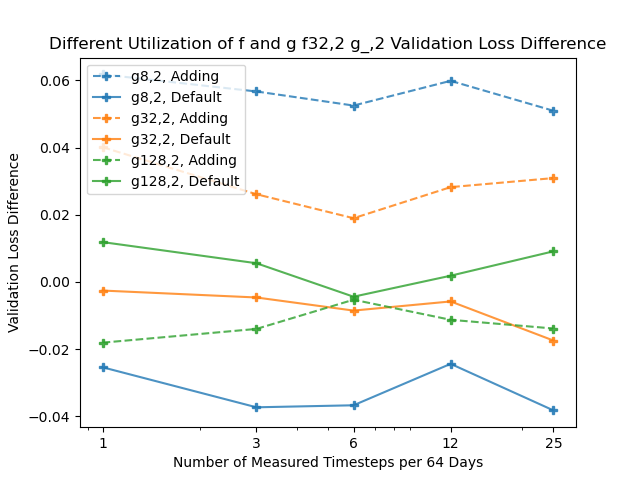 Different Utilization of f and g f32,2 g_,2 Validation Loss Difference
g8,2, Adding
g8,2, Default
g32,2, Adding
g32,2, Default
g128,2, Adding
g128,2, Default
Validation Loss Difference
0.06
0.04
0.02
0.00
−0.02
−0.04
1
3
6
12
25
Number of Measured Timesteps per 64 Days